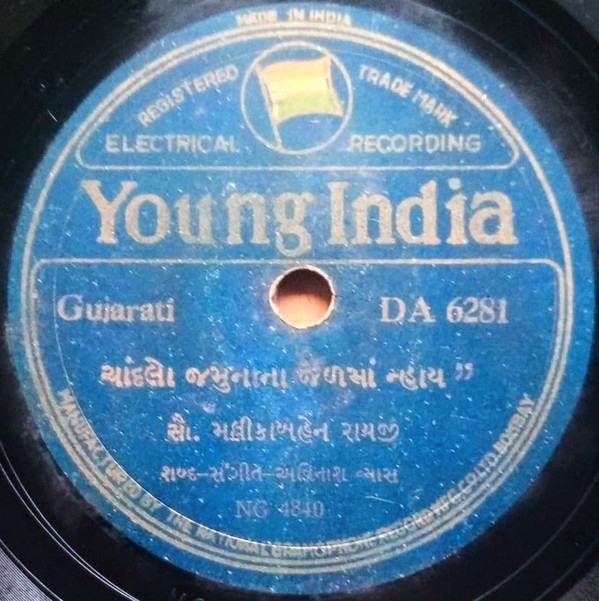 MADE IN INDIA
REGISTERED TRADE MARK
ELECTRICAL RECORDING
Young India
Gujarati DA 6281
ચાંદલો જમુનાના જળમાં ન્હાય”
સૌ. મલીકાબહેન રાયજી
શબ્દ-સંગીત-અવિનાશ વ્યાસ
NG 4840
MANUFACTURED BY THE NATIONAL GRAMOPHONE RECORD MFG. CO. LTD. BOMBAY